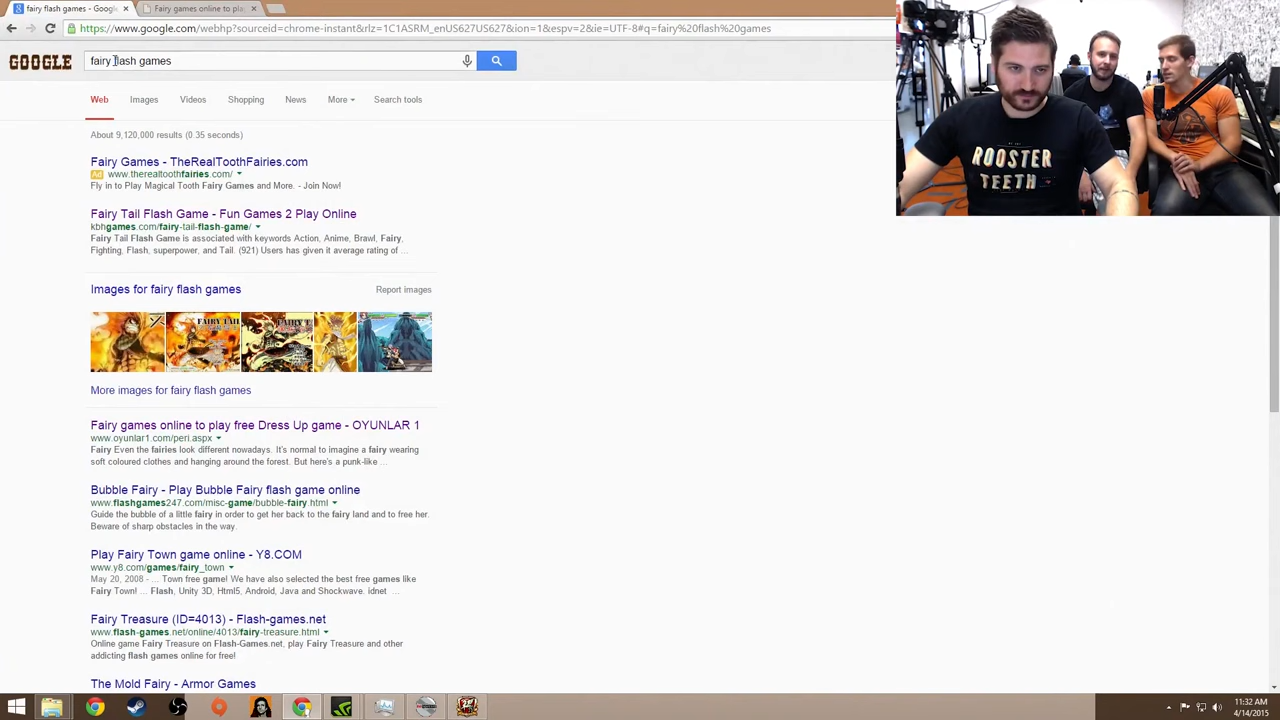 fairy flash games - Goo
Fairy games online to pl
https://www.google.com/webhp?sourceid=chrome-instant&rlz=1C1ASRM_enUS627US627&ion=1&espv=2&ie=UTF-8#q=fairy%20flash%20games
GOOGLE
fairy flash games
Web Images Videos Shopping News More Search tools
About 9,120,000 results (0.35 seconds)
Fairy Games - TheRealToothFairies.com
Ad www.therealtoothfairies.com/
Fly in to Play Magical Tooth Fairy Games and More. - Join Now!
Fairy Tail Flash Game - Fun Games 2 Play Online
kbhgames.com/fairy-tail-flash-game/
Fairy Tail Flash Game is associated with keywords Action, Anime, Brawl, Fairy,
Fighting, Flash, superpower, and Tail. (921) Users has given it average rating of ...
Images for fairy flash games
Report images
FAIRY TAIL
More images for fairy flash games
Fairy games online to play free Dress Up game - OYUNLAR 1
www.oyunlar1.com/peri.aspx
Fairy Even the fairies look different nowadays. It's normal to imagine a fairy wearing
soft coloured clothes and hanging around the forest. But here's a punk-like ...
Bubble Fairy - Play Bubble Fairy flash game online
www.flashgames247.com/misc-game/bubble-fairy.html
Guide the bubble of a little fairy in order to get her back to the fairy land and to free her.
Beware of sharp obstacles in the way.
Play Fairy Town game online - Y8.COM
www.y8.com/games/fairy_town
May 20, 2008 - ... Town free game! We have also selected the best free games like
Fairy Town! ... Flash, Unity 3D, Html5, Android, Java and Shockwave. idnet ...
Fairy Treasure (ID=4013) - Flash-games.net
www.flash-games.net/online/4013/fairy-treasure.html
Online game Fairy Treasure on Flash-Games.net, play Fairy Treasure and other
addicting flash games online for free!
The Mold Fairy - Armor Games
ROOSTER
TEETH
11:32 AM
4/14/2015